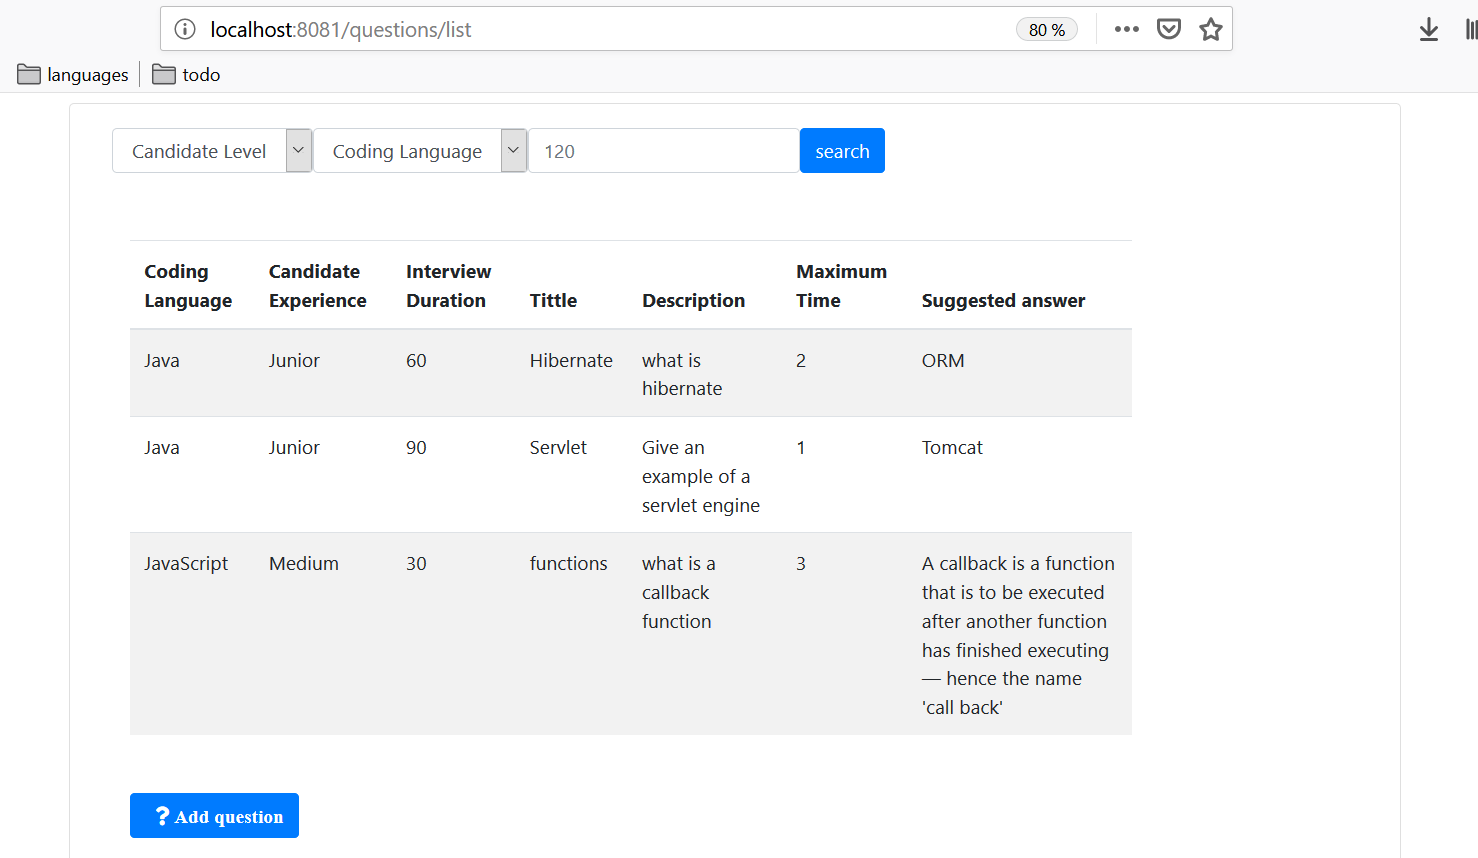 localhost:8081/questions/list
80 %
languages
todo
Candidate Level
Coding Language
120
search
Coding Language
Candidate Experience
Interview Duration
Tittle
Description
Maximum Time
Suggested answer
Java
Junior
60
Hibernate
what is
hibernate
2
ORM
Java
Junior
90
Servlet
Give an
example of a
servlet engine
1
Tomcat
JavaScript
Medium
30
functions
what is a
callback
function
3
A callback is a function
that is to be executed
after another function
has finished executing
— hence the name
'call back'
? Add question